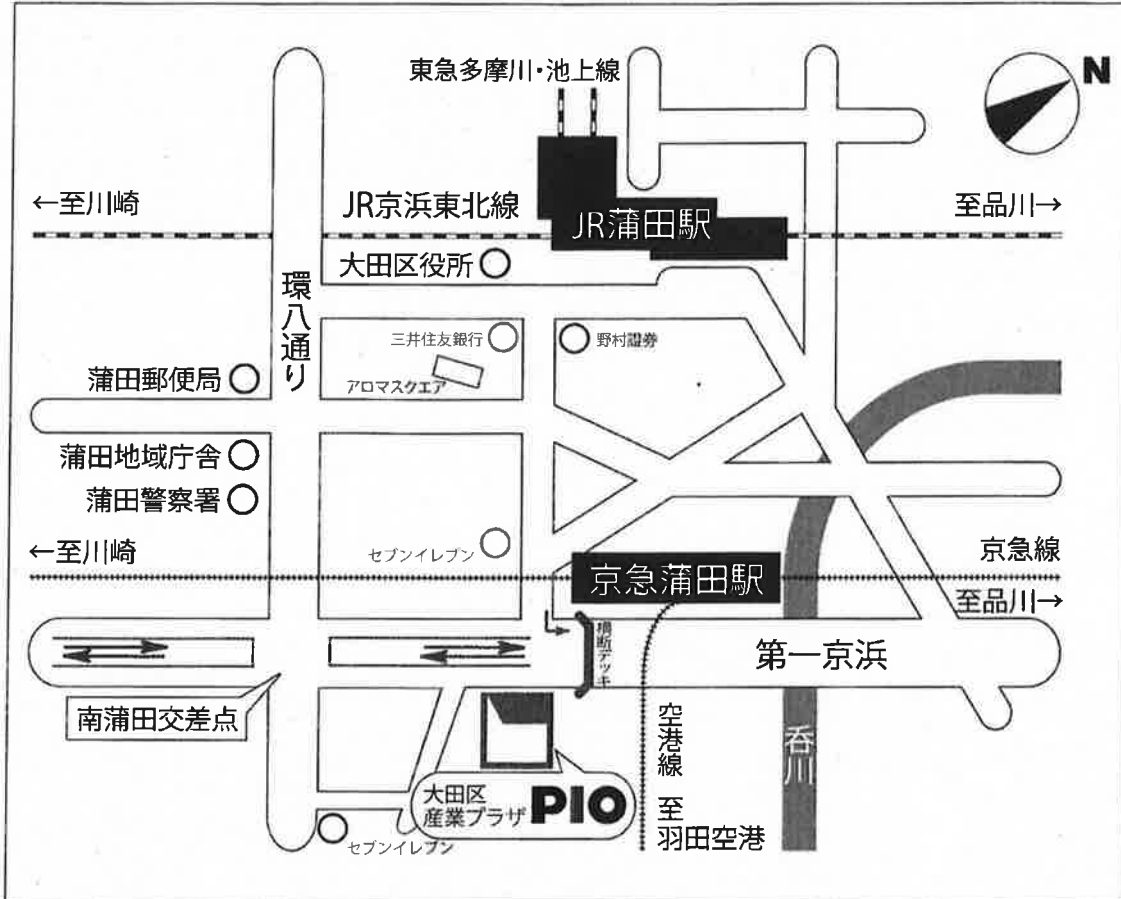 東急多摩川・池上線
N
←至川崎
JR京浜東北線
JR蒲田駅
至品川→
大田区役所
環八通り
三井住友銀行
野村證券
アロマスクエア
蒲田郵便局
蒲田地域庁舎
蒲田警察署
←至川崎
セブンイレブン
京急蒲田駅
京急線
至品川→
横断デッキ
第一京浜
南蒲田交差点
空港線 至
羽田空港
呑川
大田区
産業プラザ PIO
セブンイレブン